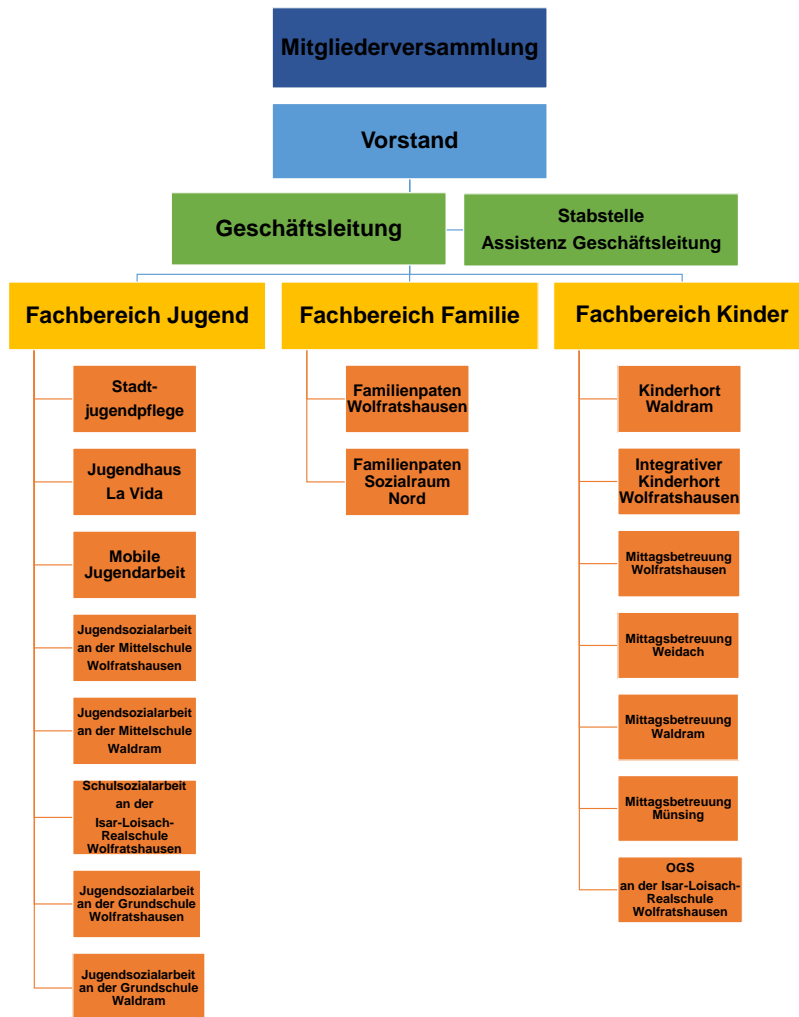 Mitgliederversammlung
Vorstand
Geschäftsleitung
Stabstelle
Assistenz Geschäftsleitung
Fachbereich Jugend
Stadt-
jugendpflege
Jugendhaus
La Vida
Mobile
Jugendarbeit
Jugendsozialarbeit
an der Mittelschule
Wolfratshausen
Jugendsozialarbeit
an der Mittelschule
Waldram
Schulsozialarbeit
an der
Isar-Loisach-
Realschule
Wolfratshausen
Jugendsozialarbeit
an der Grundschule
Wolfratshausen
Jugendsozialarbeit
an der Grundschule
Waldram
Fachbereich Familie
Familienpaten
Wolfratshausen
Familienpaten
Sozialraum
Nord
Fachbereich Kinder
Kinderhort
Waldram
Integrativer
Kinderhort
Wolfratshausen
Mittagsbetreuung
Wolfratshausen
Mittagsbetreuung
Weidach
Mittagsbetreuung
Waldram
Mittagsbetreuung
Münsing
OGS
an der Isar-Loisach-
Realschule
Wolfratshausen